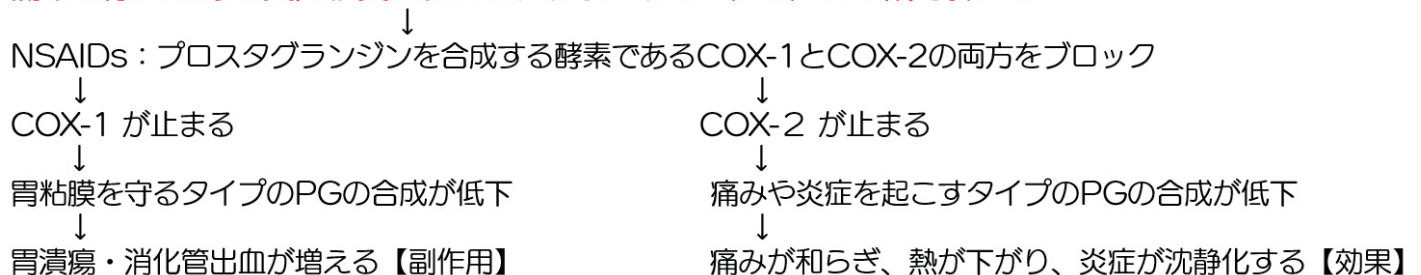 ↓
NSAIDs：プロスタグランジンを合成する酵素であるCOX-1とCOX-2の両方をブロック
↓ ↓
COX-1 が止まる COX-2 が止まる
↓ ↓
胃粘膜を守るタイプのPGの合成が低下 痛みや炎症を起こすタイプのPGの合成が低下
↓ ↓
胃潰瘍・消化管出血が増える【副作用】 痛みが和らぎ、熱が下がり、炎症が沈静化する【効果】